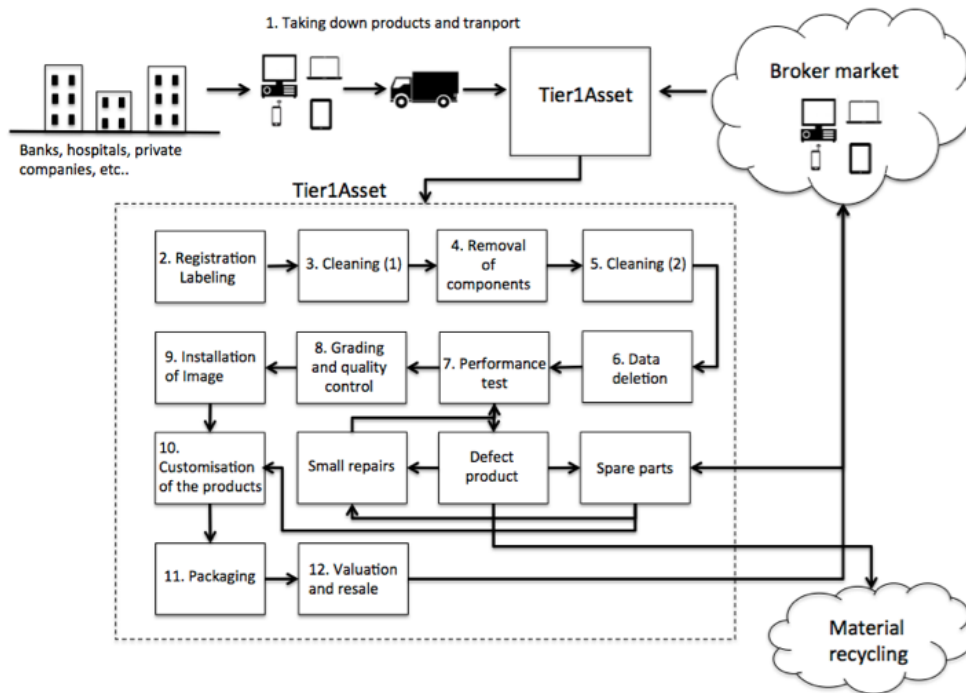 1. Taking down products and tranport
Banks, hospitals, private
companies, etc..
Tier1Asset
Broker market
Tier1Asset
2. Registration
Labeling
3. Cleaning (1)
4. Removal
of
components
5. Cleaning (2)
9. Installation
of Image
8. Grading
and quality
control
7. Performance
test
6. Data
deletion
10.
Customisation
of the products
Small repairs
Defect
product
Spare parts
11. Packaging
12. Valuation
and resale
Material
recycling